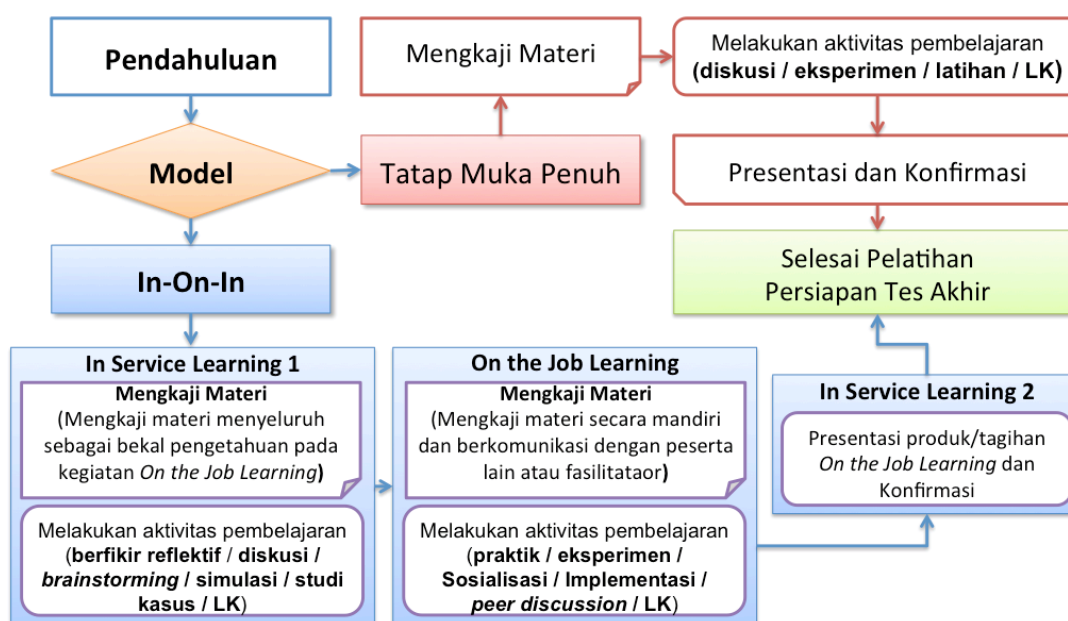 Pendahuluan
Model
Tatap Muka Penuh
Mengkaji Materi
Melakukan aktivitas pembelajaran
(diskusi / eksperimen / latihan / LK)
Presentasi dan Konfirmasi
Selesai Pelatihan
Persiapan Tes Akhir
In-On-In
In Service Learning 1
Mengkaji Materi
(Mengkaji materi menyeluruh
sebagai bekal pengetahuan pada
kegiatan On the Job Learning)
Melakukan aktivitas pembelajaran
(berfikir reflektif / diskusi /
brainstorming / simulasi / studi
kasus / LK)
On the Job Learning
Mengkaji Materi
(Mengkaji materi secara mandiri
dan berkomunikasi dengan peserta
lain atau fasilitataor)
Melakukan aktivitas pembelajaran
(praktik / eksperimen /
Sosialisasi / Implementasi /
peer discussion / LK)
In Service Learning 2
Presentasi produk/tagihan
On the Job Learning dan
Konfirmasi